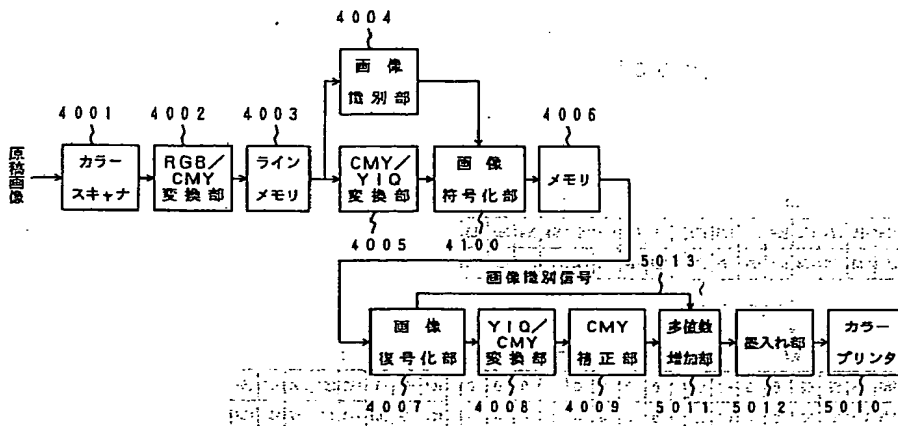 4004
画像
識別部
4001
4002
4003
4006
原稿画像
カラー
スキャナ
RGB/
CMY
変換部
ライン
メモリ
CMY/
YIQ
変換部
画像
符号化部
メモリ
4005
4100
5013
画像識別信号
画像
復号化部
YIQ/
CMY
変換部
CMY
補正部
多値数
増加部
墨入れ部
カラー
プリンタ
4007
4008
4009
5011
5012
5010